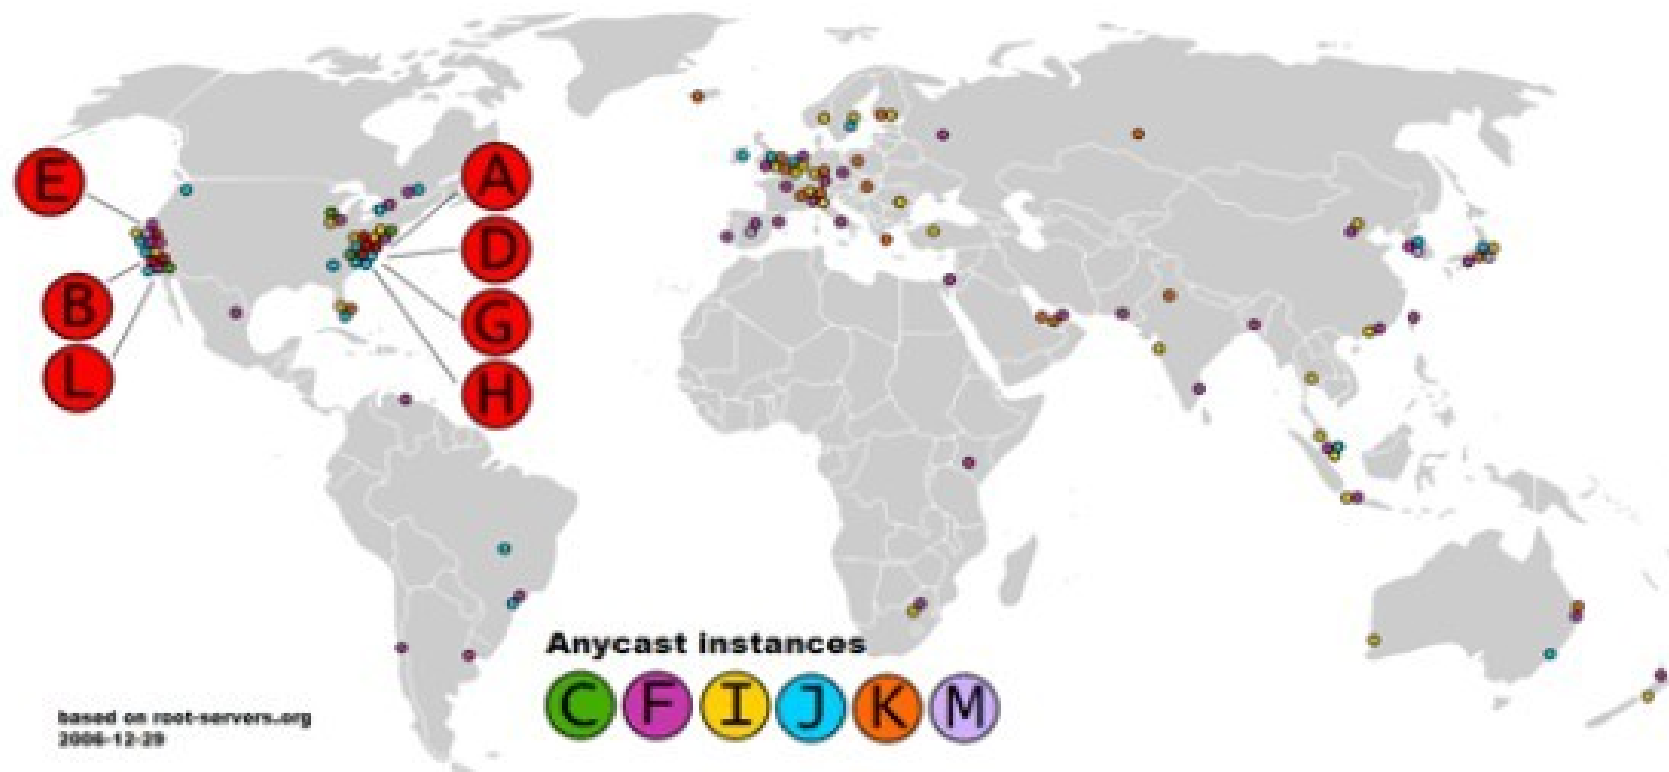 E
A
D
B
G
L
H
Anycast instances
C F I J K M
based on root-servers.org
2006-12-29